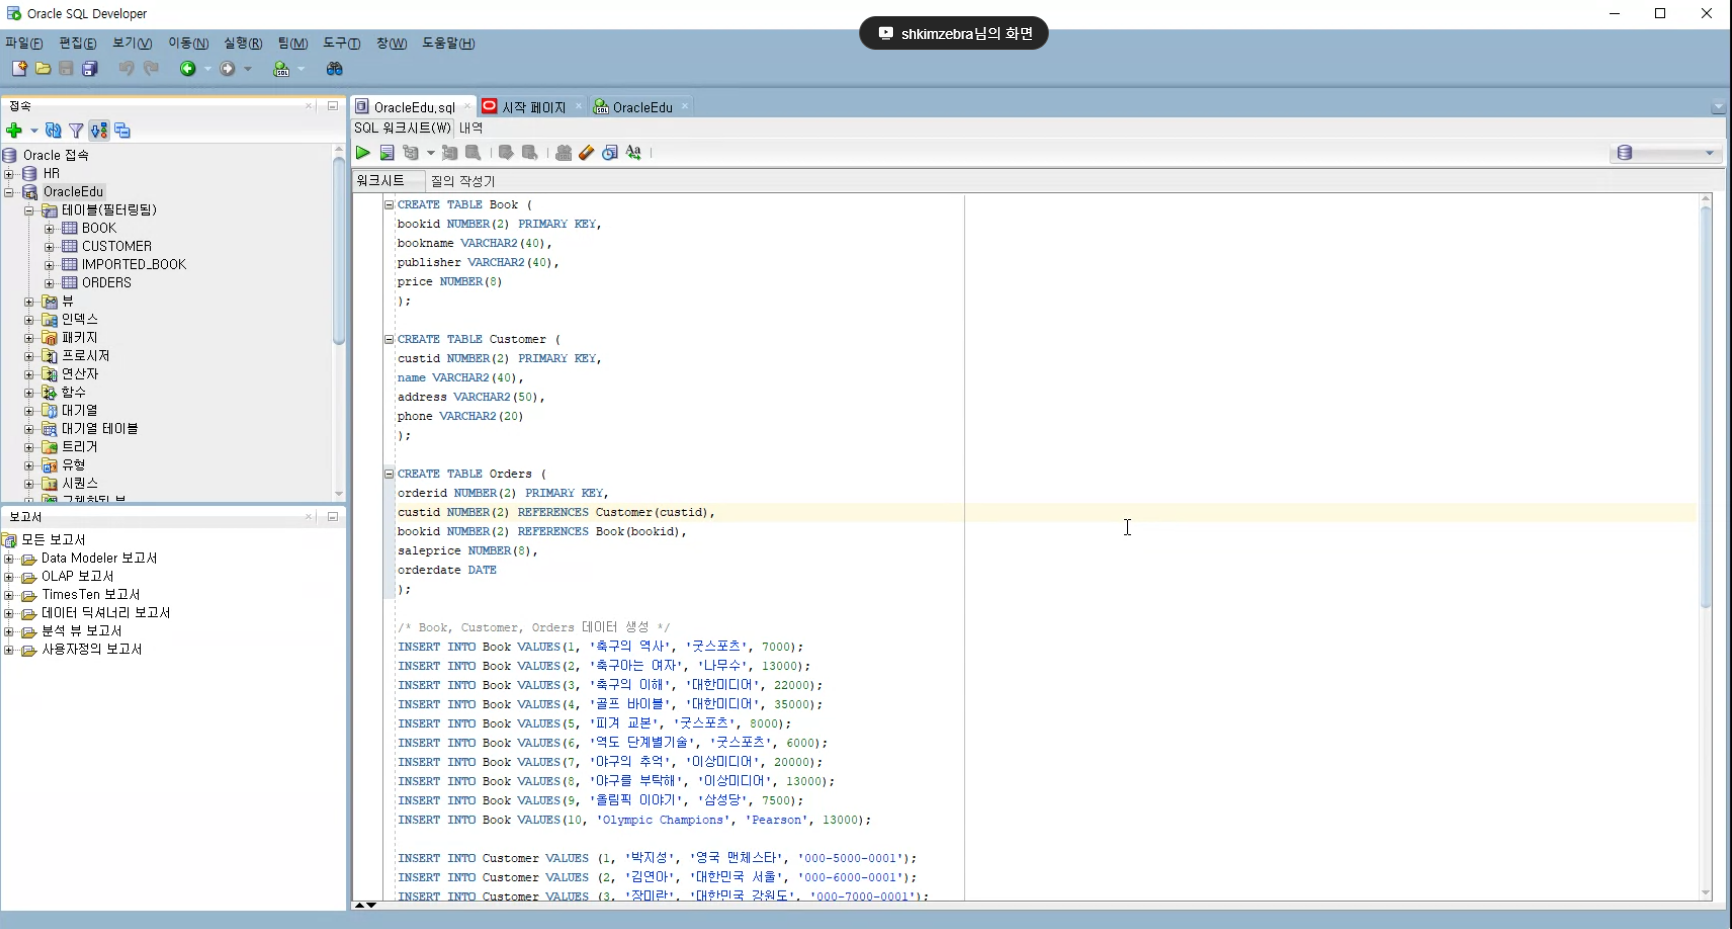 Oracle SQL Developer
shkimzebra님의 화면
파일(F) 편집(E) 보기(V) 이동(N) 실행(R) 팀(M) 도구(T) 창(W) 도움말(H)
접속
Oracle 접속
HR
OracleEdu
테이블(필터링됨)
BOOK
CUSTOMER
IMPORTED_BOOK
ORDERS
뷰
인덱스
패키지
프로시저
연산자
함수
대기열
대기열 테이블
트리거
유형
시퀀스
구체화된 뷰
보고서
모든 보고서
Data Modeler 보고서
OLAP 보고서
TimesTen 보고서
데이터 딕셔너리 보고서
분석 뷰 보고서
사용자정의 보고서
OracleEdu.sql 시작 페이지 OracleEdu
SQL 워크시트(W) 내역
워크시트 질의 작성기
CREATE TABLE Book (
bookid NUMBER(2) PRIMARY KEY,
bookname VARCHAR2(40),
publisher VARCHAR2(40),
price NUMBER(8)
);
CREATE TABLE Customer (
custid NUMBER(2) PRIMARY KEY,
name VARCHAR2(40),
address VARCHAR2(50),
phone VARCHAR2(20)
);
CREATE TABLE Orders (
orderid NUMBER(2) PRIMARY KEY,
custid NUMBER(2) REFERENCES Customer(custid),
bookid NUMBER(2) REFERENCES Book(bookid),
saleprice NUMBER(8),
orderdate DATE
);
/* Book, Customer, Orders 데이터 생성 */
INSERT INTO Book VALUES(1, '축구의 역사', '굿스포츠', 7000);
INSERT INTO Book VALUES(2, '축구아는 여자', '나무수', 13000);
INSERT INTO Book VALUES(3, '축구의 이해', '대한미디어', 22000);
INSERT INTO Book VALUES(4, '골프 바이블', '대한미디어', 35000);
INSERT INTO Book VALUES(5, '피겨 교본', '굿스포츠', 8000);
INSERT INTO Book VALUES(6, '역도 단계별기술', '굿스포츠', 6000);
INSERT INTO Book VALUES(7, '야구의 추억', '이상미디어', 20000);
INSERT INTO Book VALUES(8, '야구를 부탁해', '이상미디어', 13000);
INSERT INTO Book VALUES(9, '올림픽 이야기', '삼성당', 7500);
INSERT INTO Book VALUES(10, 'Olympic Champions', 'Pearson', 13000);
INSERT INTO Customer VALUES (1, '박지성', '영국 맨체스타', '000-5000-0001');
INSERT INTO Customer VALUES (2, '김연아', '대한민국 서울', '000-6000-0001');
INSERT INTO Customer VALUES (3, '장미란', '대한민국 강원도', '000-7000-0001');